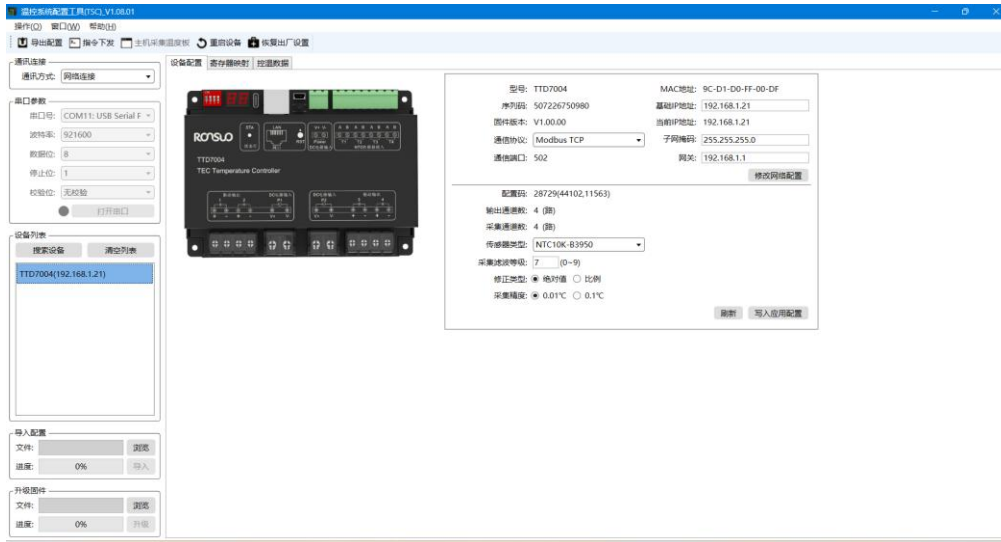 温控系统配置工具(TSC)_V1.08.01
操作(O) 窗口(W) 帮助(H)
导出配置 指令下发 主机采集温度板 重启设备 恢复出厂设置
通讯连接
通讯方式: 网络连接
串口参数
串口号: COM11: USB Serial F
波特率: 921600
数据位: 8
停止位: 1
校验位: 无校验
打开串口
设备列表
搜索设备 清空列表
TTD7004(192.168.1.21)
导入配置
文件: 浏览
进度: 0% 导入
升级固件
文件: 浏览
进度: 0% 升级
设备配置 寄存器映射 控温数据
RONSLO
STA
LAN
RST
Power
T1 T2 T3 T4
TTD7004
TEC Temperature Controller
型号: TTD7004
序列码: 507226750980
固件版本: V1.00.00
通信协议: Modbus TCP
通信端口: 502
MAC地址: 9C-D1-D0-FF-00-DF
基础IP地址: 192.168.1.21
当前IP地址: 192.168.1.21
子网掩码: 255.255.255.0
网关: 192.168.1.1
修改网络配置
配置码: 28729(44102,11563)
输出通道数: 4 (路)
采集通道数: 4 (路)
传感器类型: NTC10K-B3950
采集滤波等级: 7 (0~9)
修正类型: 绝对值 比例
采集精度: 0.01℃ 0.1℃
刷新 写入应用配置